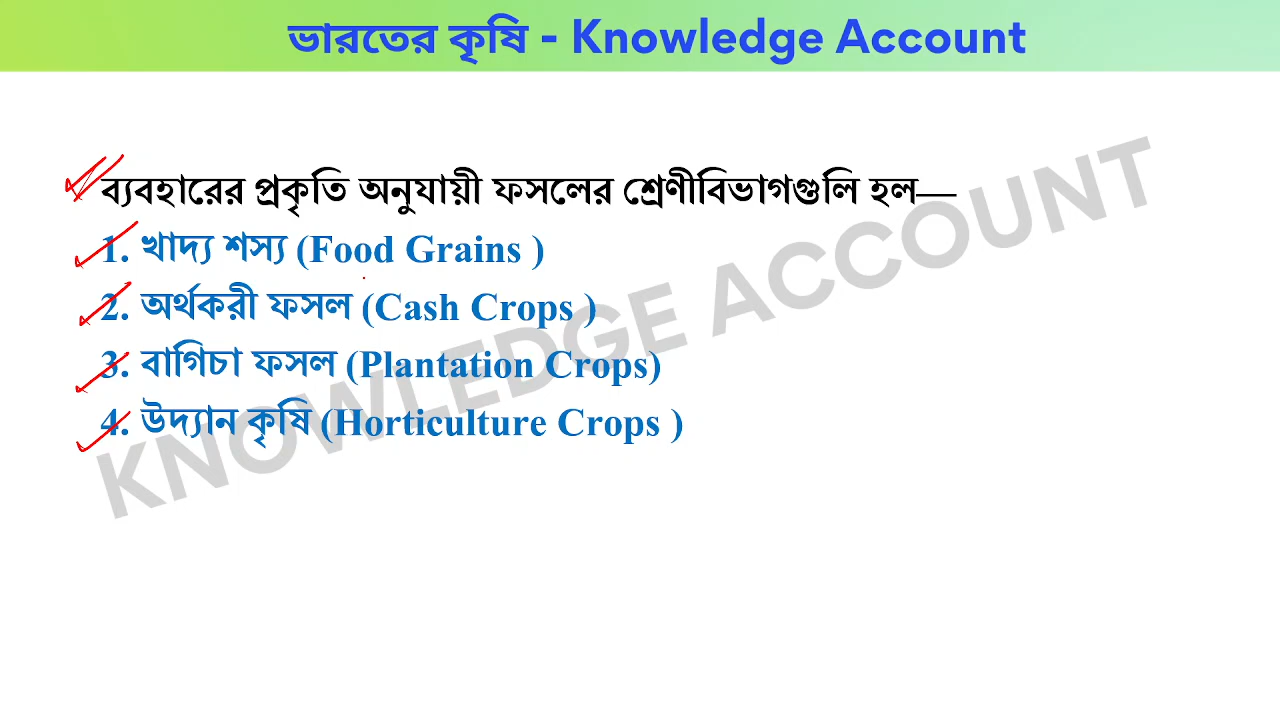 ভারতের কৃষি - Knowledge Account
ব্যবহারের প্রকৃতি অনুযায়ী ফসলের শ্রেণীবিভাগগুলি হল—
1. খাদ্য শস্য (Food Grains )
2. অর্থকরী ফসল (Cash Crops )
3. বাগিচা ফসল (Plantation Crops)
4. উদ্যান কৃষি (Horticulture Crops )
KNOWLEDGE ACCOUNT